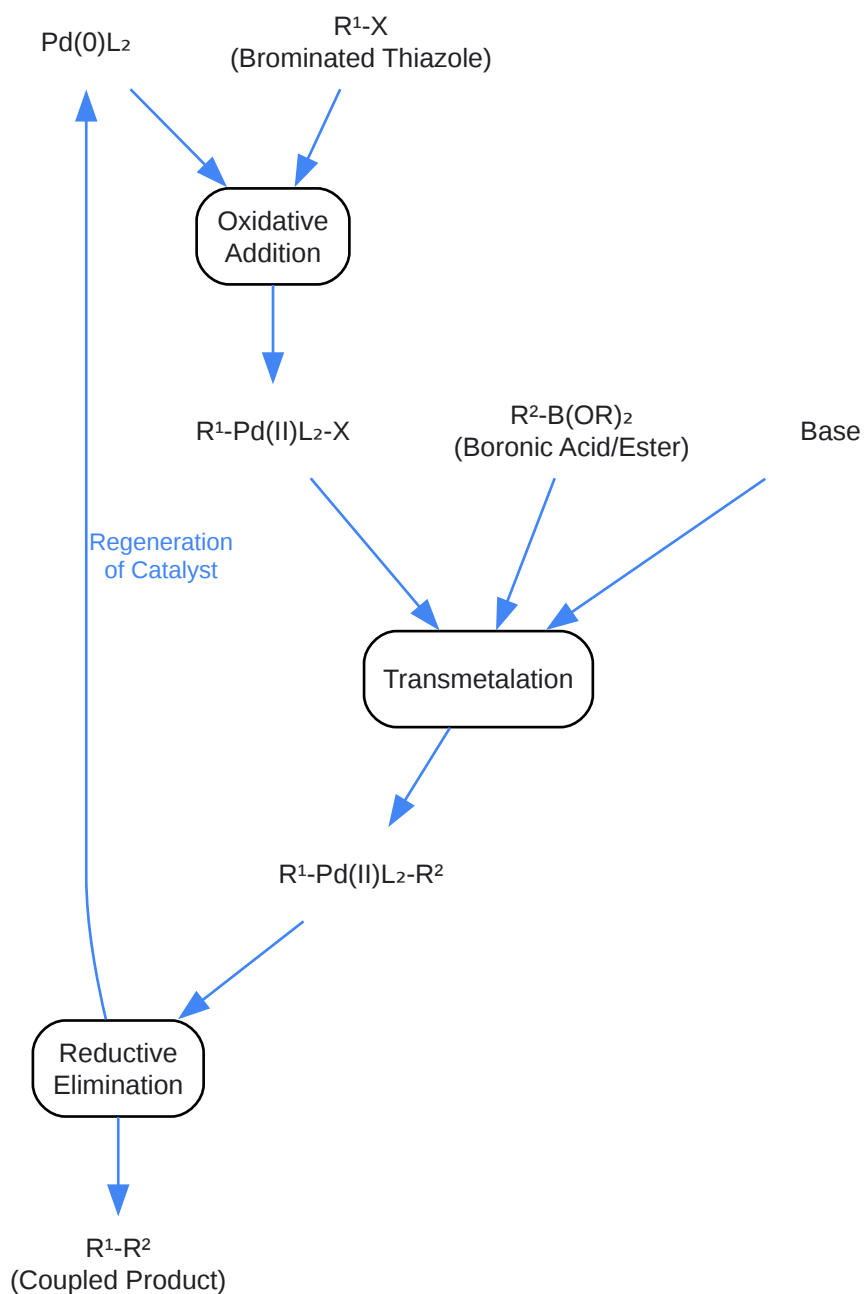 Pd(0)L₂
R¹-X
(Brominated Thiazole)
Oxidative
Addition
R¹-Pd(II)L₂-X
R²-B(OR)₂
(Boronic Acid/Ester)
Base
Regeneration
of Catalyst
Transmetalation
R¹-Pd(II)L₂-R²
Reductive
Elimination
R¹-R²
(Coupled Product)